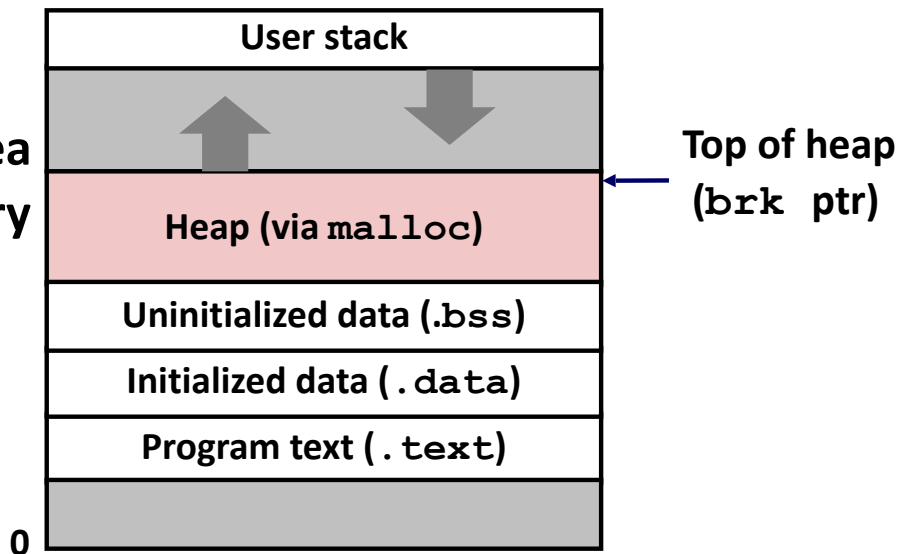 User stack
ea
ry
Top of heap
(brk ptr)
Heap (via malloc)
Uninitialized data (.bss)
Initialized data (.data)
Program text (.text)
0